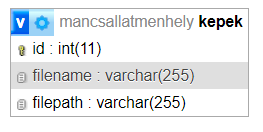 v mancsallatmenhely kepek
id : int(11)
filename : varchar(255)
filepath : varchar(255)